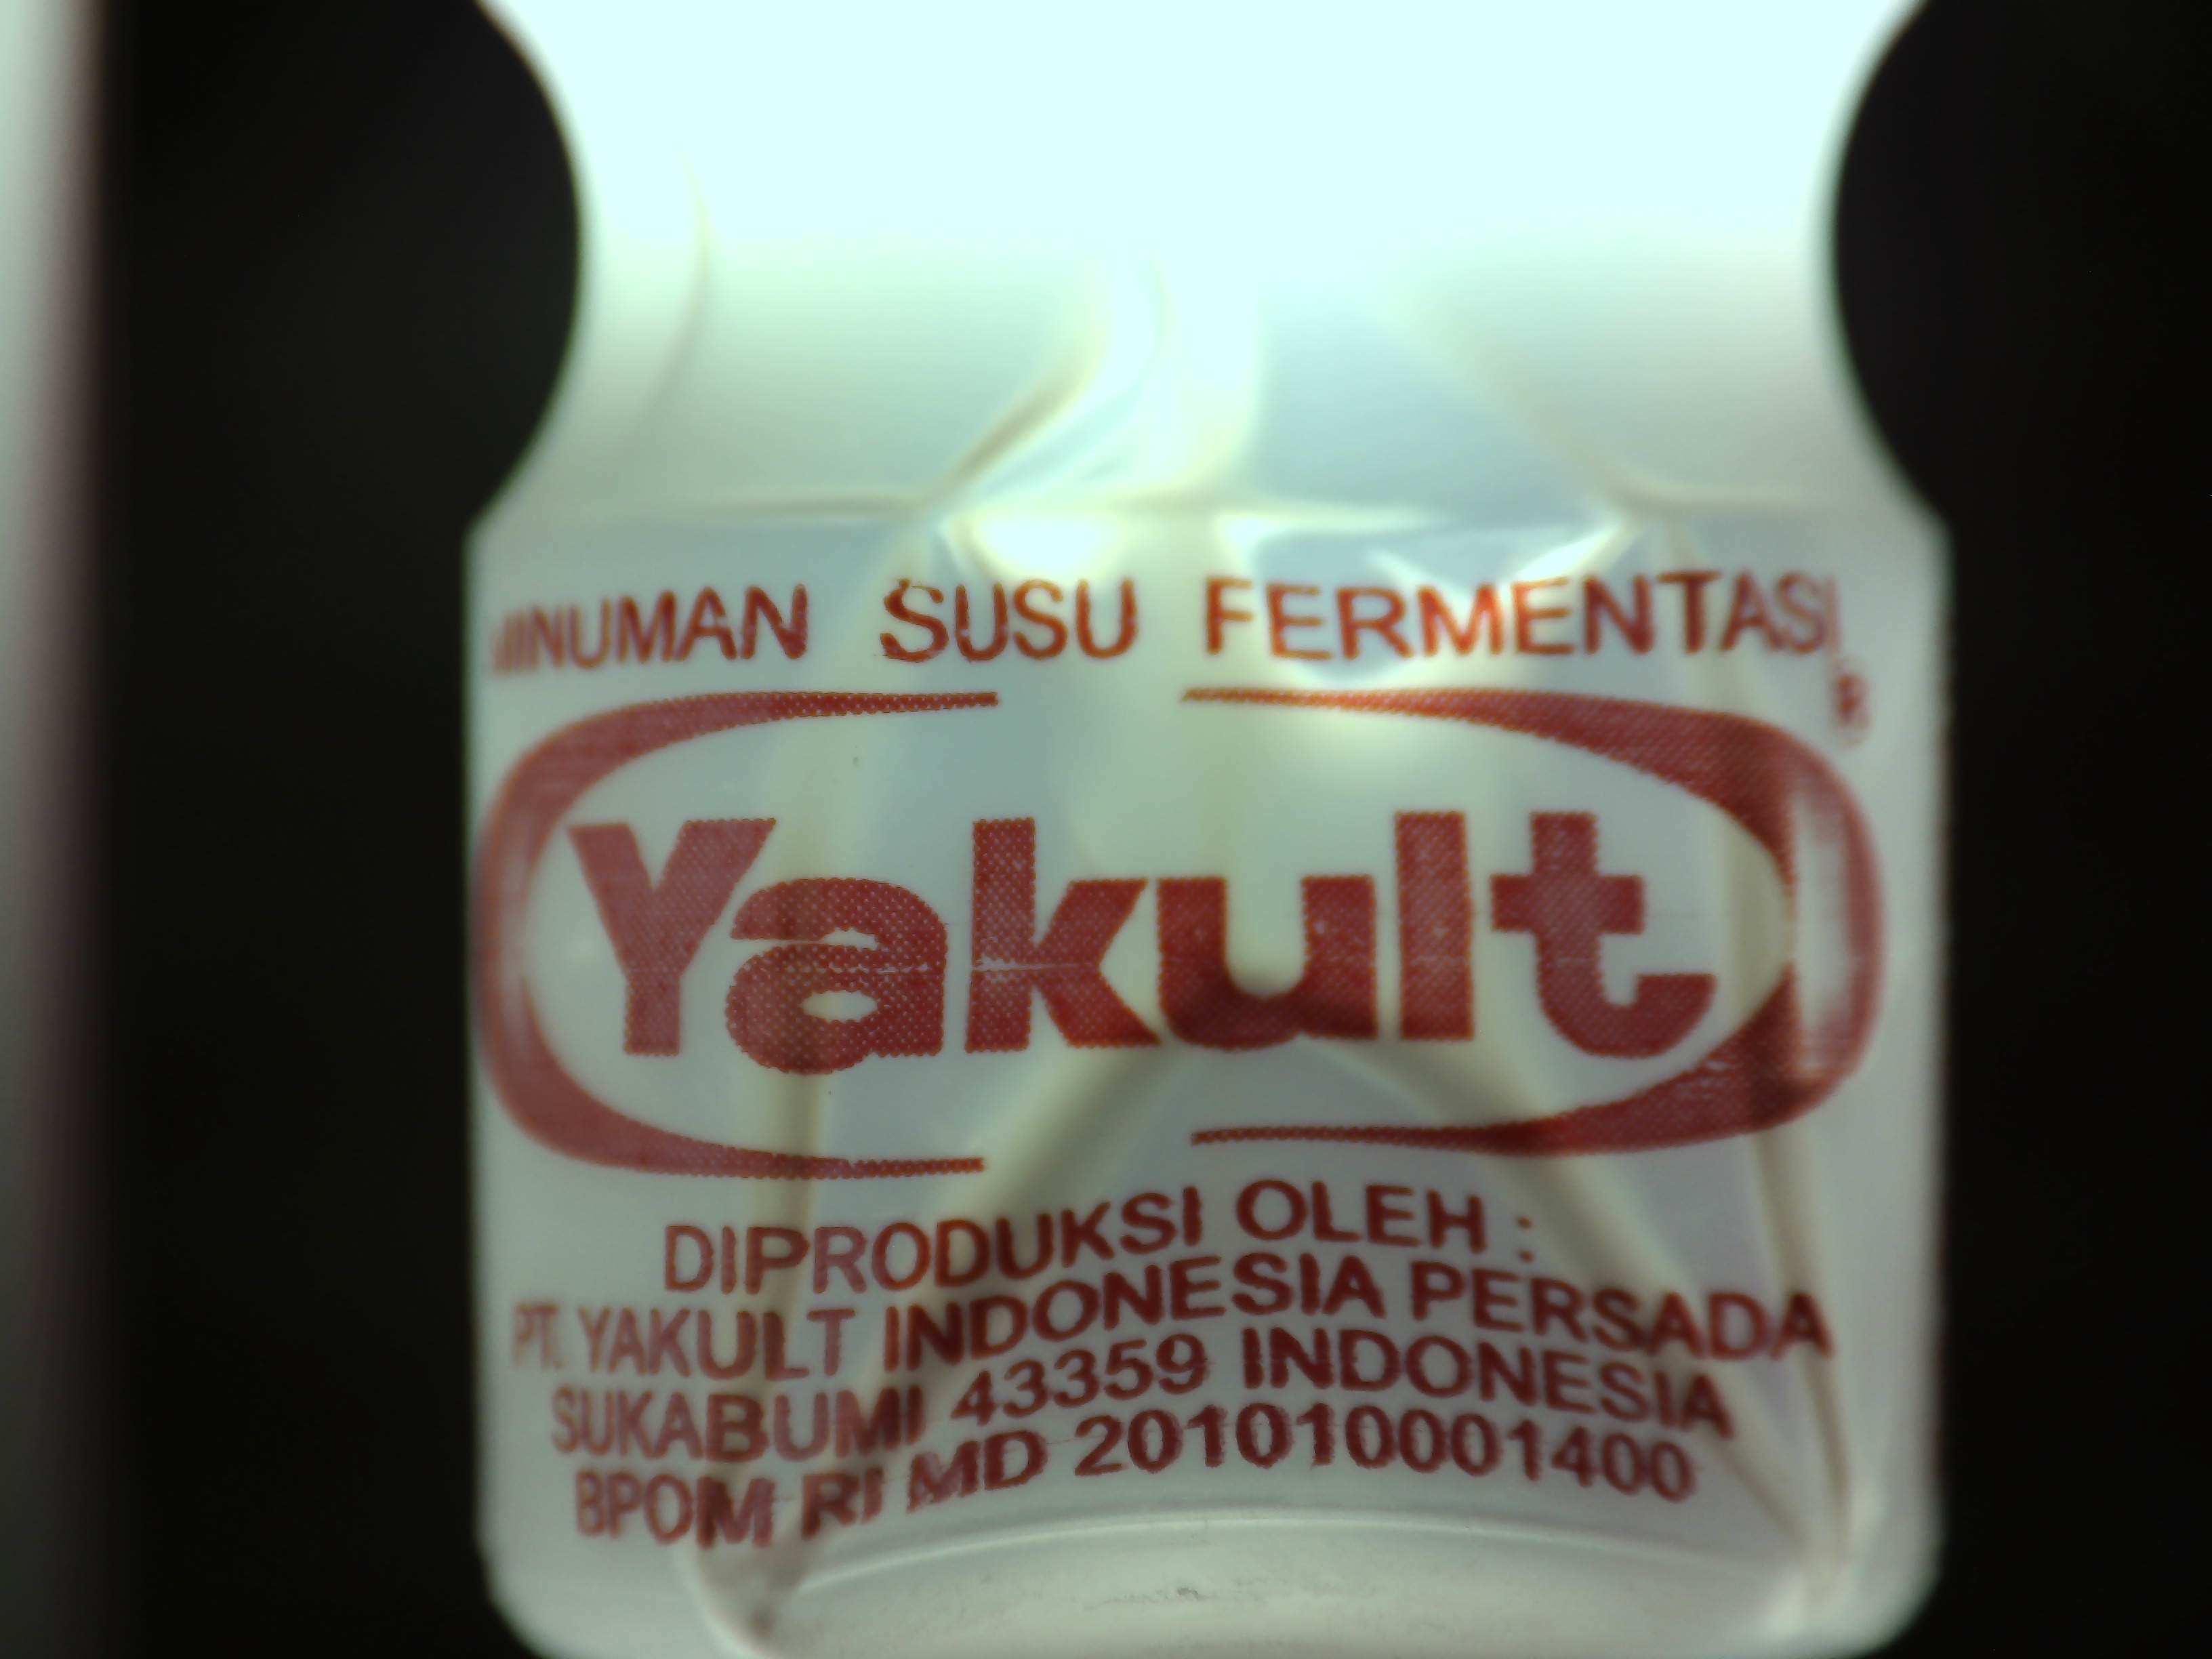 MINUMAN SUSU FERMENTASI
®
Yakult
DIPRODUKSI OLEH :
PT. YAKULT INDONESIA PERSADA
SUKABUMI 43359 INDONESIA
BPOM RI MD 201010001400